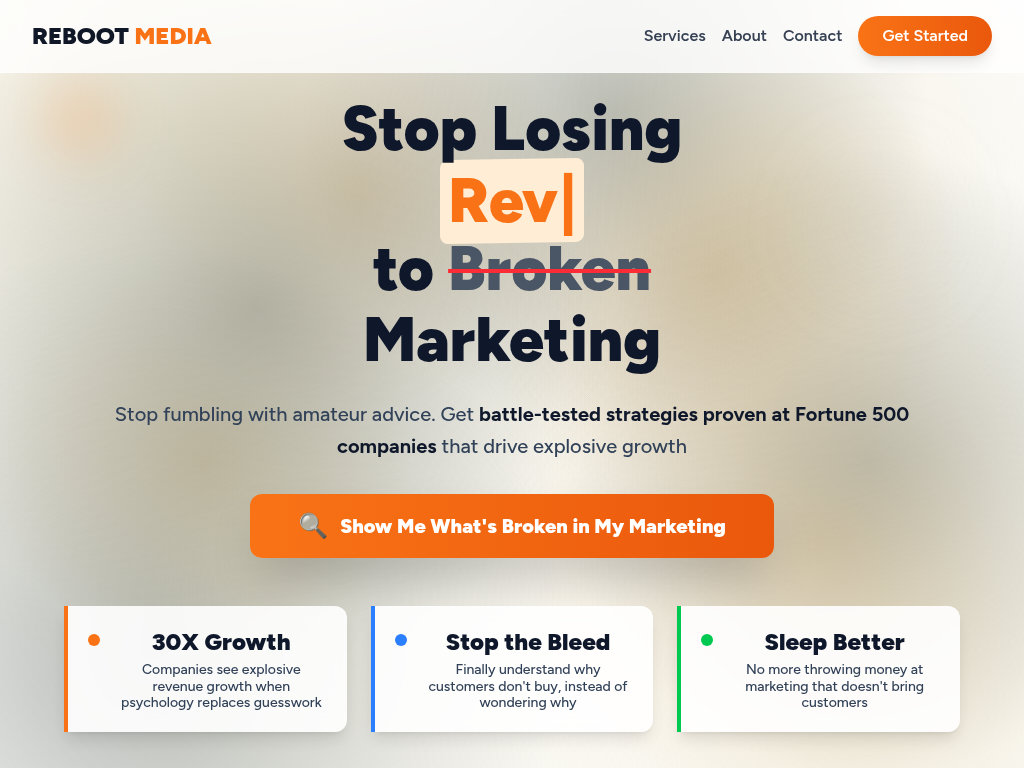 REBOOT MEDIA
Services About Contact Get Started
Stop Losing
Rev|
to Broken
Marketing
Stop fumbling with amateur advice. Get battle-tested strategies proven at Fortune 500
companies that drive explosive growth
🔍 Show Me What's Broken in My Marketing
30X Growth
Companies see explosive
revenue growth when
psychology replaces guesswork
Stop the Bleed
Finally understand why
customers don't buy, instead of
wondering why
Sleep Better
No more throwing money at
marketing that doesn't bring
customers